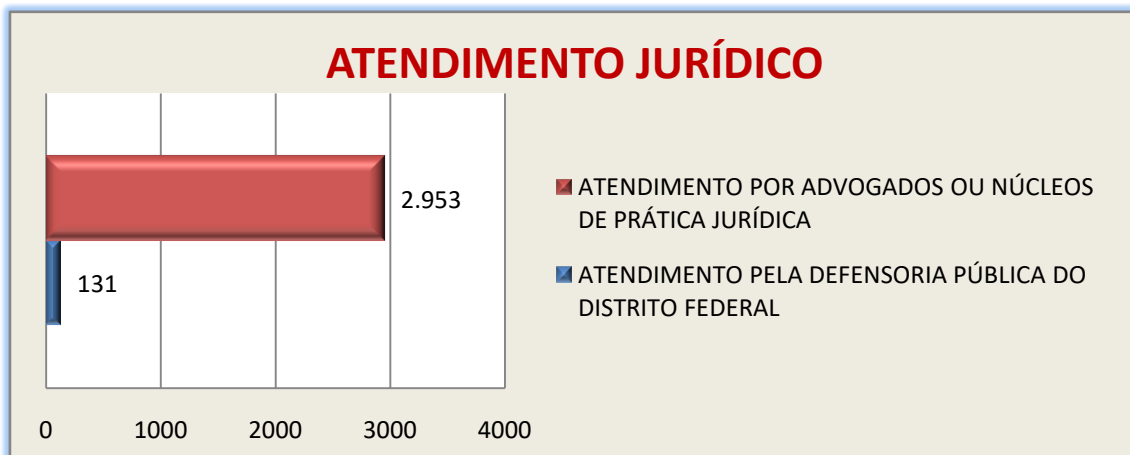 ATENDIMENTO JURÍDICO
2.953
131
0 1000 2000 3000 4000
ATENDIMENTO POR ADVOGADOS OU NÚCLEOS
DE PRÁTICA JURÍDICA
ATENDIMENTO PELA DEFENSORIA PÚBLICA DO
DISTRITO FEDERAL